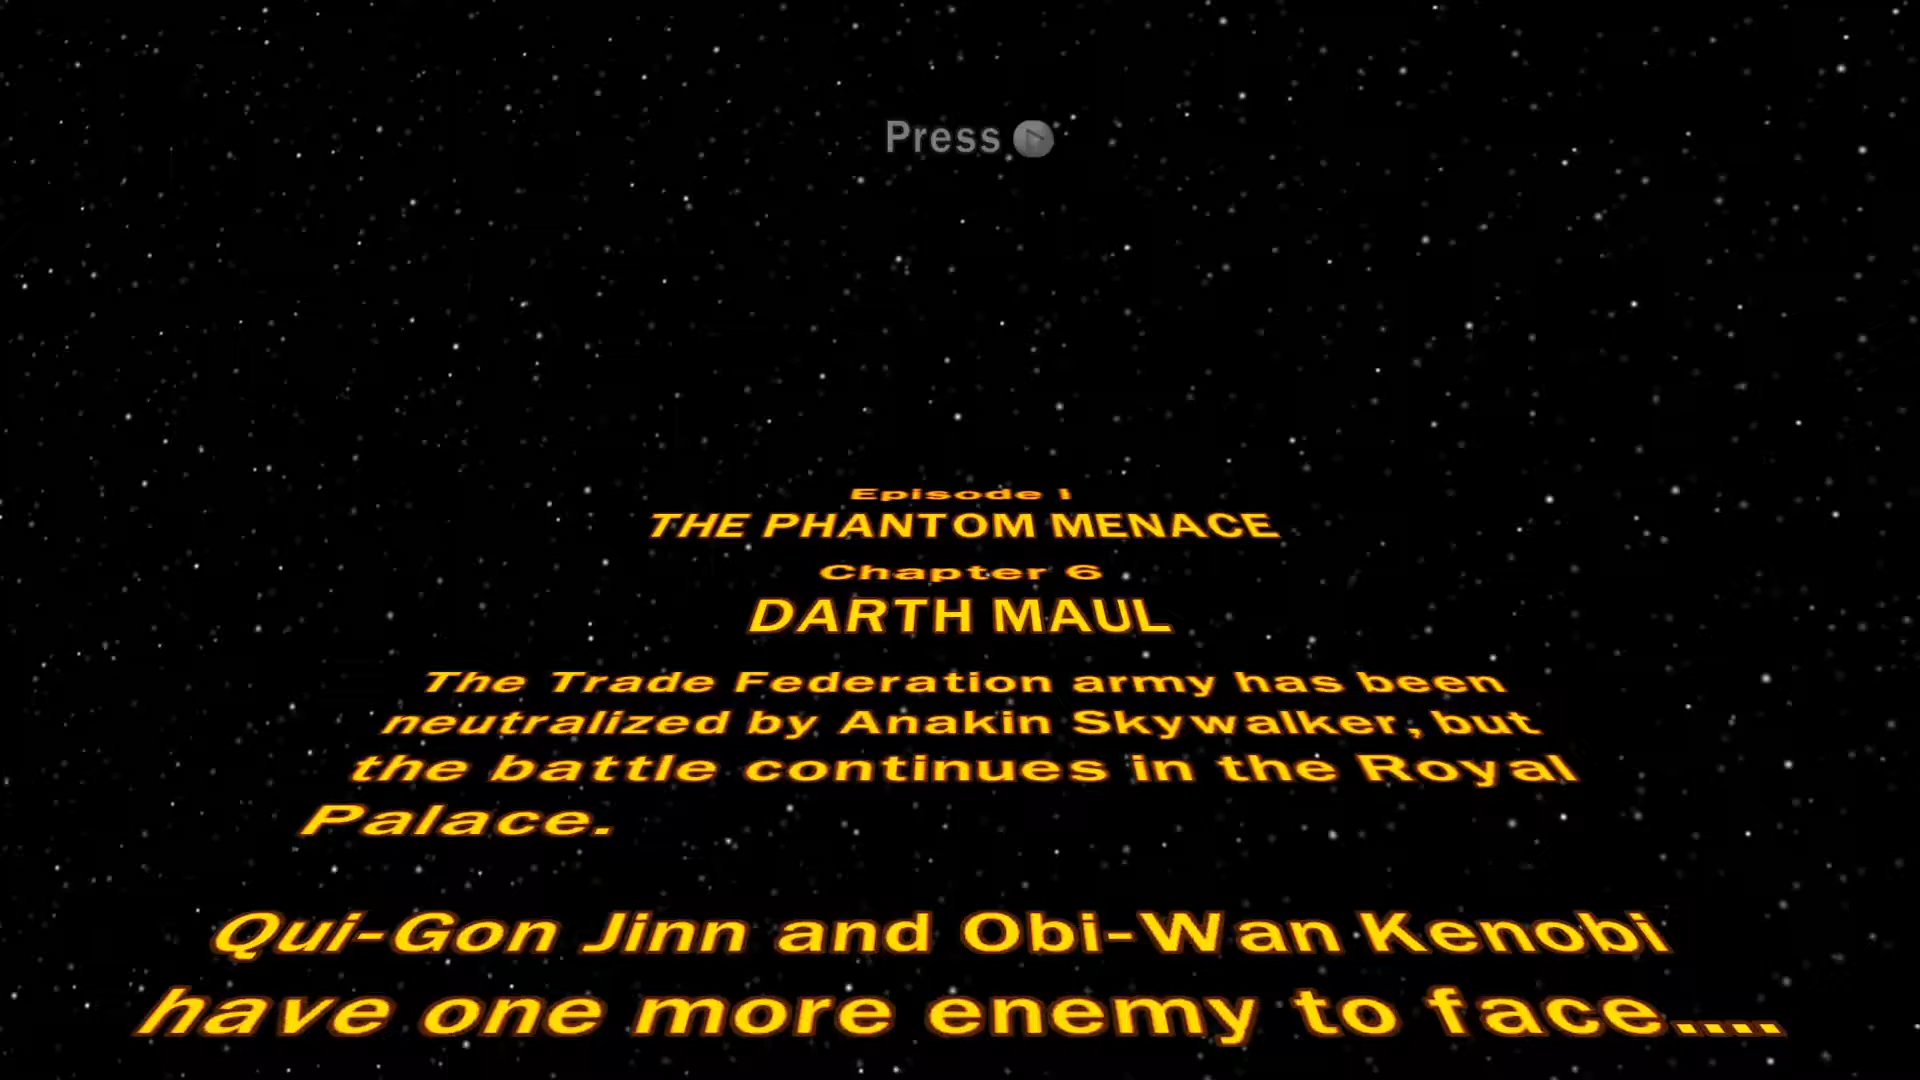 Press
Episode I
THE PHANTOM MENACE
Chapter 6
DARTH MAUL
The Trade Federation army has been
neutralized by Anakin Skywalker, but
the battle continues in the Royal
Palace.
Qui-Gon Jinn and Obi-Wan Kenobi
have one more enemy to face....